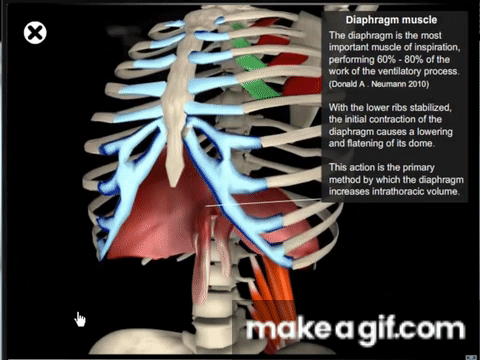 Diaphragm muscle
The diaphragm is the most
important muscle of inspiration,
performing 60% - 80% of the
work of the ventilatory process.
(Donald A . Neumann 2010)
With the lower ribs stabilized,
the initial contraction of the
diaphragm causes a lowering
and flatening of its dome.
This action is the primary
method by which the diaphragm
increases intrathoracic volume.
makeagif.com